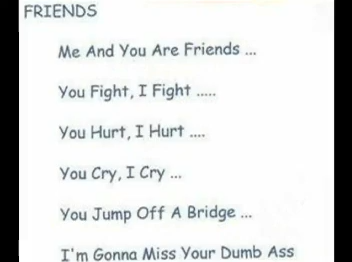 FRIENDS
Me And You Are Friends ...
You Fight, I Fight .....
You Hurt, I Hurt ....
You Cry, I Cry ...
You Jump Off A Bridge ...
I'm Gonna Miss Your Dumb Ass